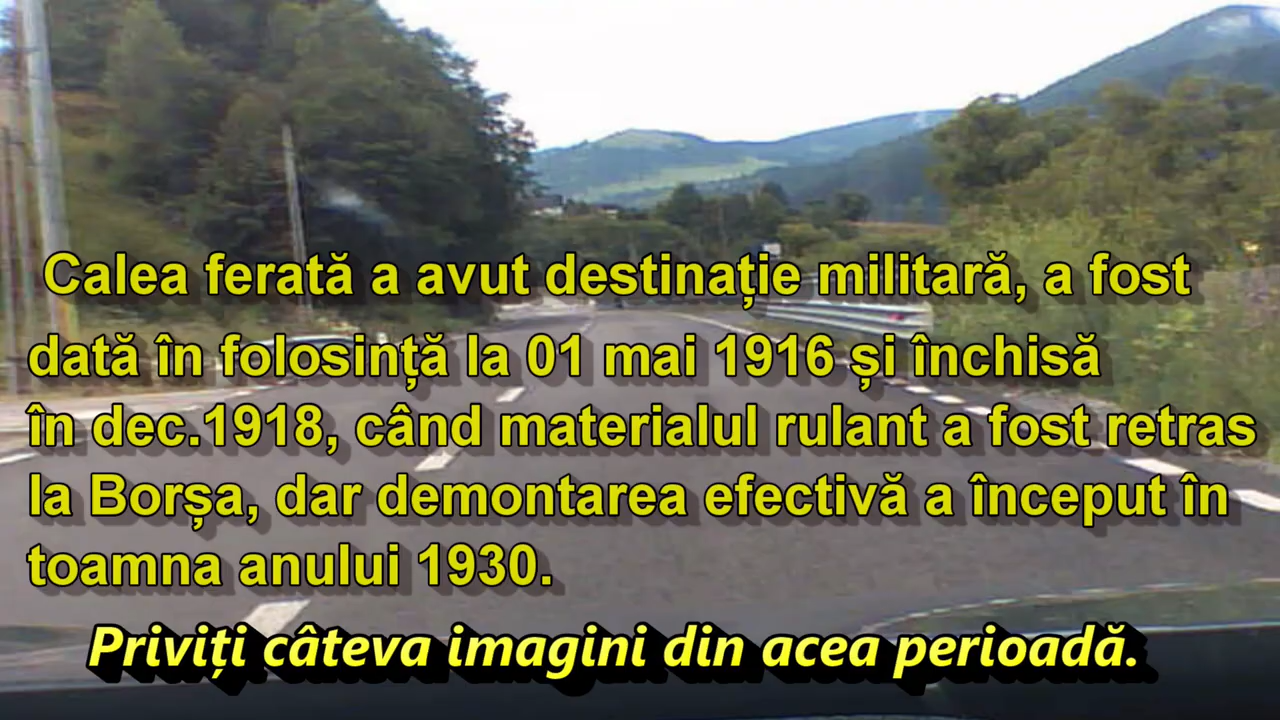 Calea ferată a avut destinație militară, a fost
dată în folosință la 01 mai 1916 și închisă
în dec.1918, când materialul rulant a fost retras
la Borșa, dar demontarea efectivă a început în
toamna anului 1930.
Priviți câteva imagini din acea perioadă.